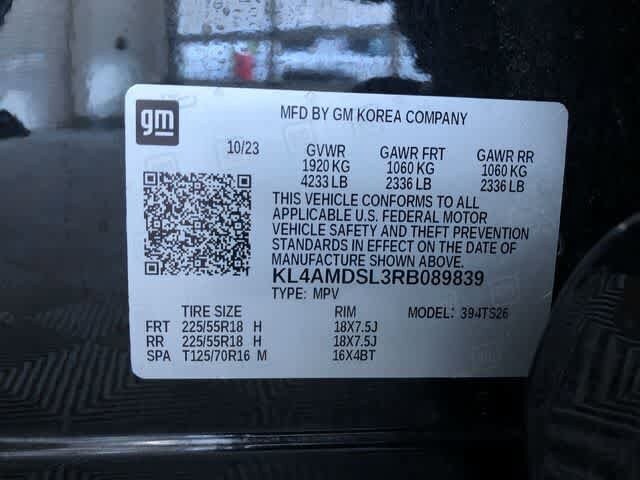 gm
MFD BY GM KOREA COMPANY
10/23 GVWR GAWR FRT GAWR RR
1920 KG 1060 KG 1060 KG
4233 LB 2336 LB 2336 LB
THIS VEHICLE CONFORMS TO ALL
APPLICABLE U.S. FEDERAL MOTOR
VEHICLE SAFETY AND THEFT PREVENTION
STANDARDS IN EFFECT ON THE DATE OF
MANUFACTURE SHOWN ABOVE.
KL4AMDSL3RB089839
TYPE: MPV
TIRE SIZE RIM MODEL: 394TS26
FRT 225/55R18 H 18X7.5J
RR 225/55R18 H 18X7.5J
SPA T125/70R16 M 16X4BT